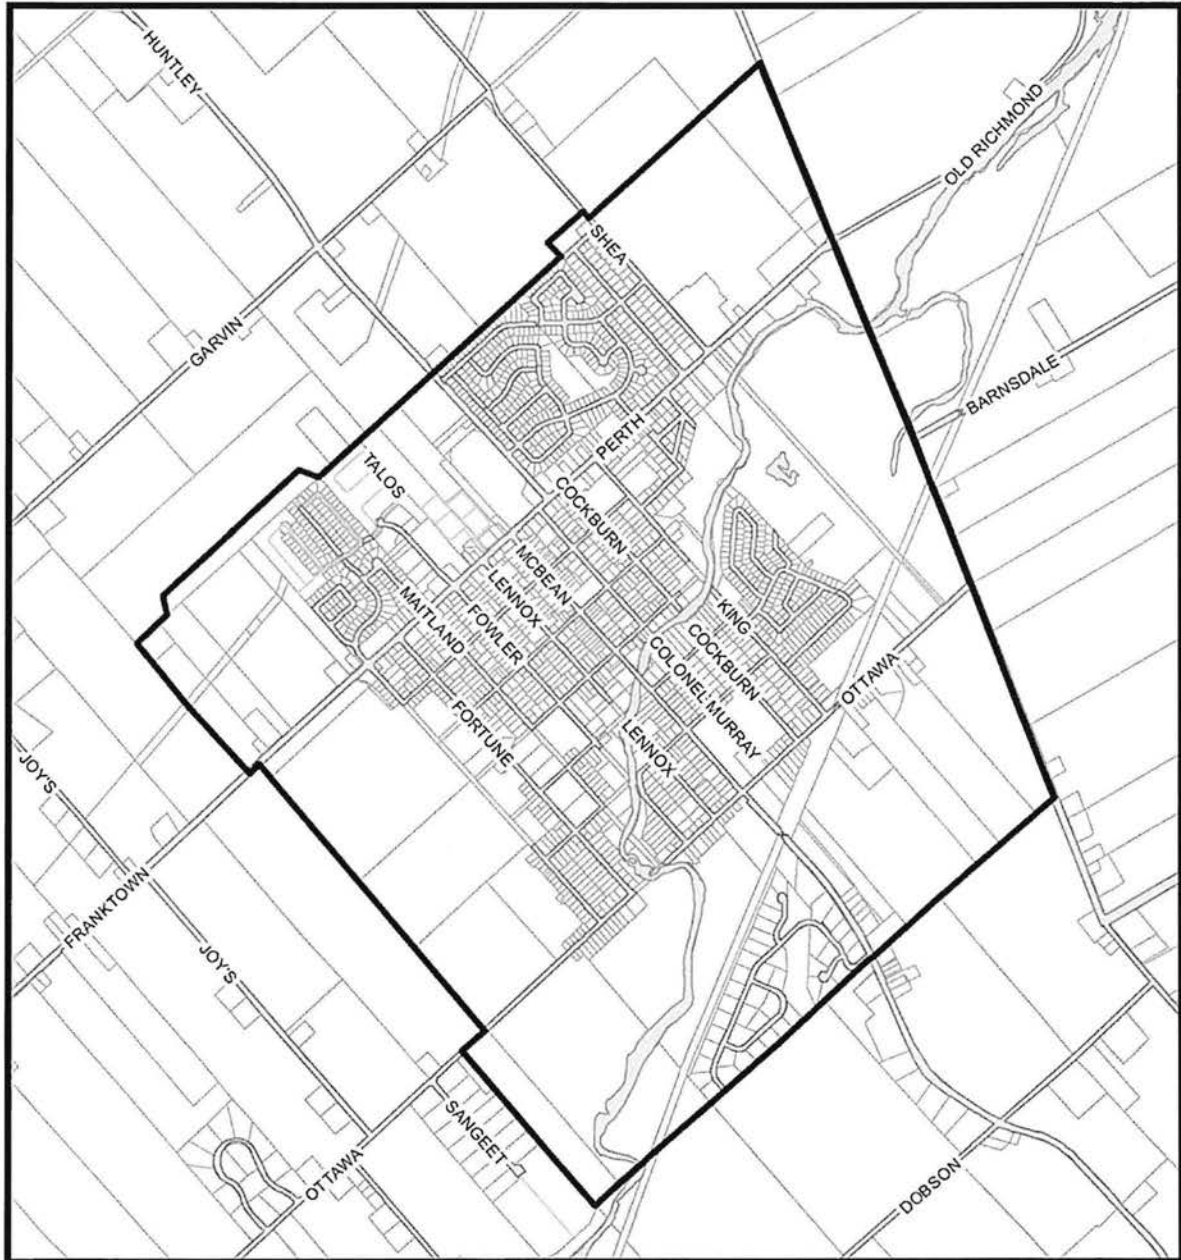 HUNTLEY
OLD RICHMOND
SHEA
GARVIN
BARNSDALE
PERTH
TALOS
COCKBURN
MCBEAN
LENNOX
MAITLAND
FOWLER
KING
COCKBURN
COLONEL MURRAY
OTTAWA
FORTUNE
LENNOX
JOY'S
FRANKTOWN
JOY'S
SANGEET
OTTAWA
DOBSON